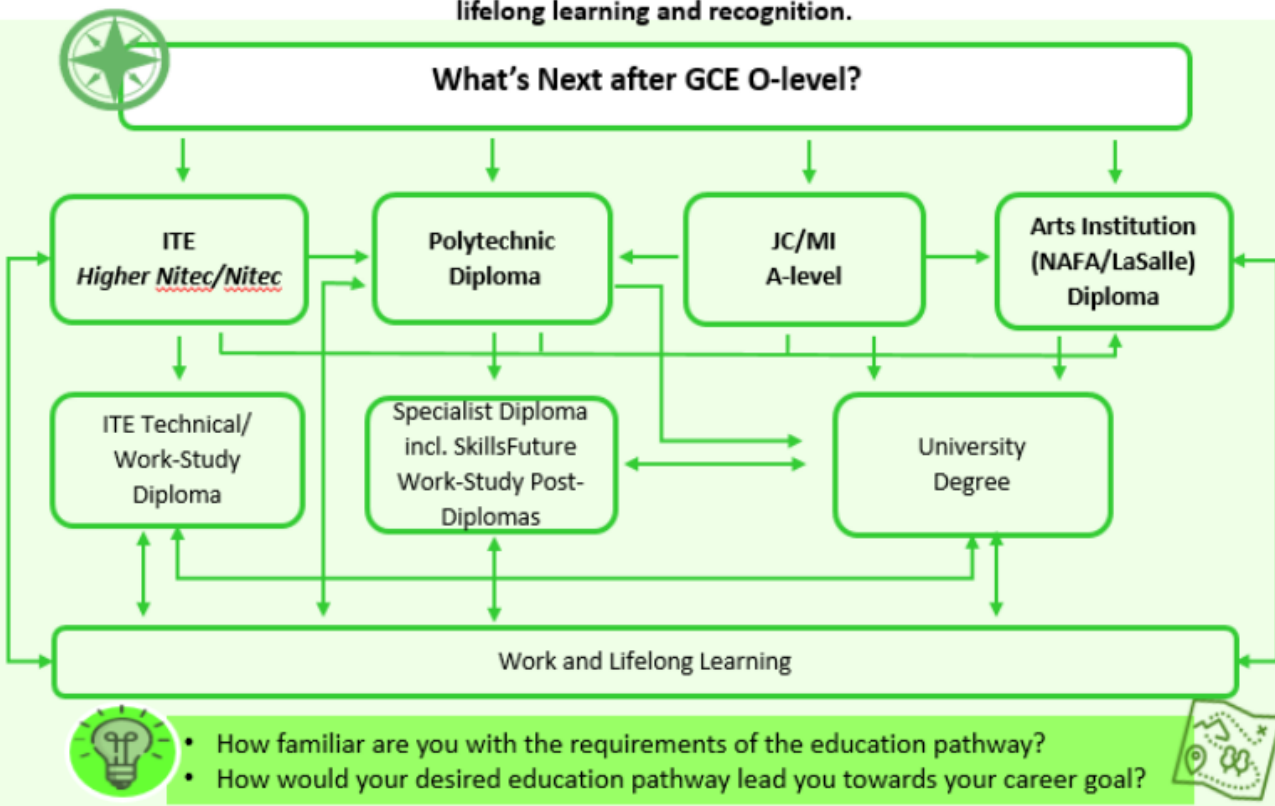 lifelong learning and recognition.
What's Next after GCE O-level?
ITE
Higher Nitec/Nitec
Polytechnic
Diploma
JC/MI
A-level
Arts Institution
(NAFA/LaSalle)
Diploma
ITE Technical/
Work-Study
Diploma
Specialist Diploma
incl. SkillsFuture
Work-Study Post-
Diplomas
University
Degree
Work and Lifelong Learning
• How familiar are you with the requirements of the education pathway?
• How would your desired education pathway lead you towards your career goal?